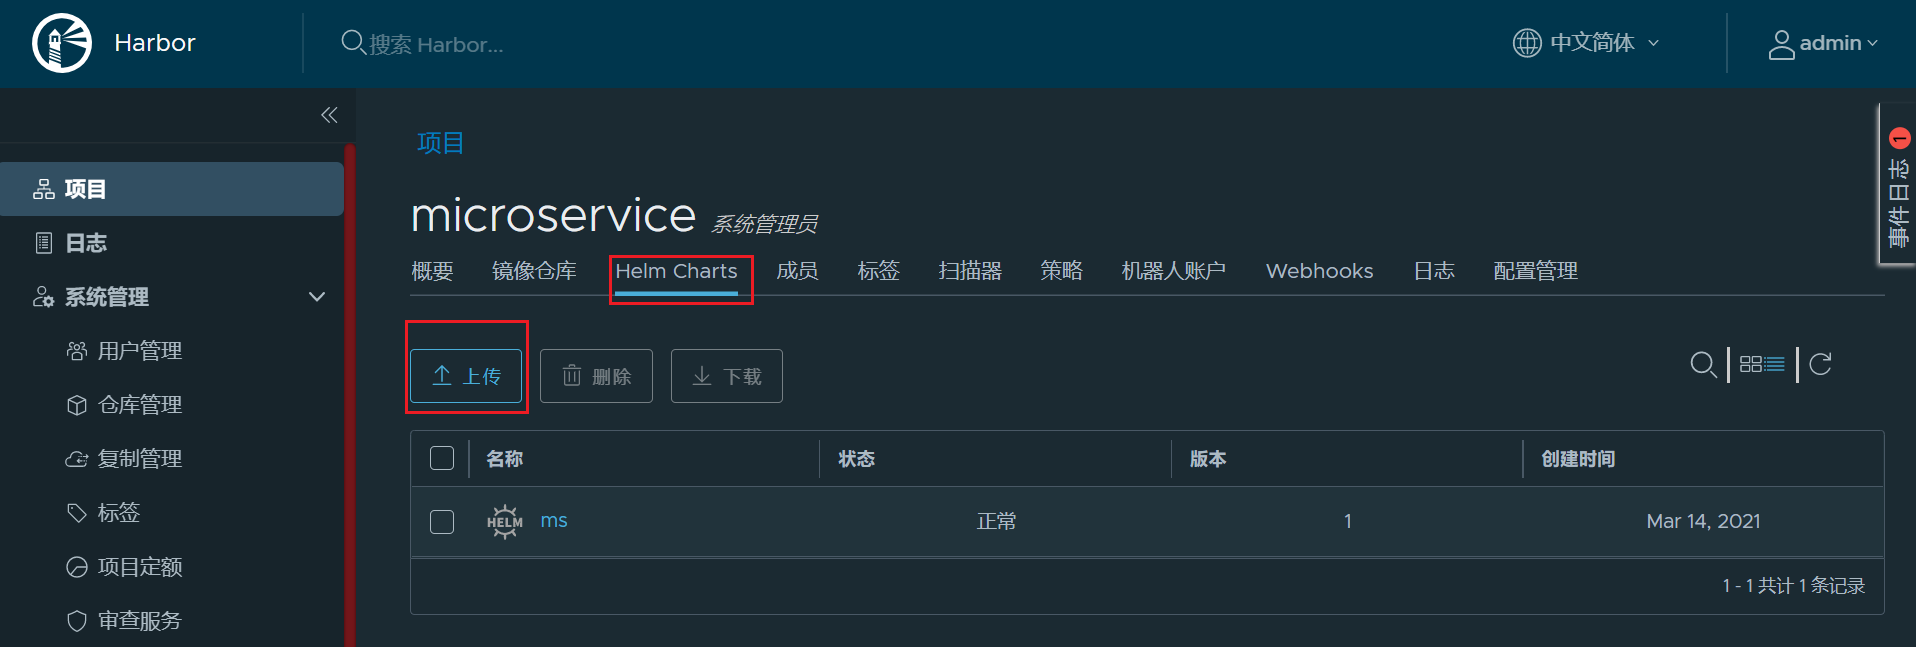 Harbor
搜索 Harbor...
中文简体
admin
项目
日志
系统管理
用户管理
仓库管理
复制管理
标签
项目定额
审查服务
项目
microservice 系统管理员
概要 镜像仓库 Helm Charts 成员 标签 扫描器 策略 机器人账户 Webhooks 日志 配置管理
上传 删除 下载
名称 状态 版本 创建时间
HELM ms 正常 1 Mar 14, 2021
1 - 1 共计 1 条记录
事件日志 1